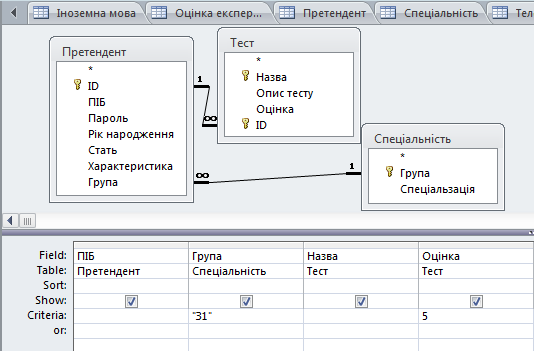 Іноземна мова Оцінка експер... Претендент Спеціальність Тел
Претендент
*
ID
ПІБ
Пароль
Рік народження
Стать
Характеристика
Група
Тест
*
Назва
Опис тесту
Оцінка
ID
Спеціальність
*
Група
Спеціальзація
1
∞
∞
1
Field: ПІБ Група Назва Оцінка
Table: Претендент Спеціальність Тест Тест
Sort:
Show:
Criteria: "31" 5
or: